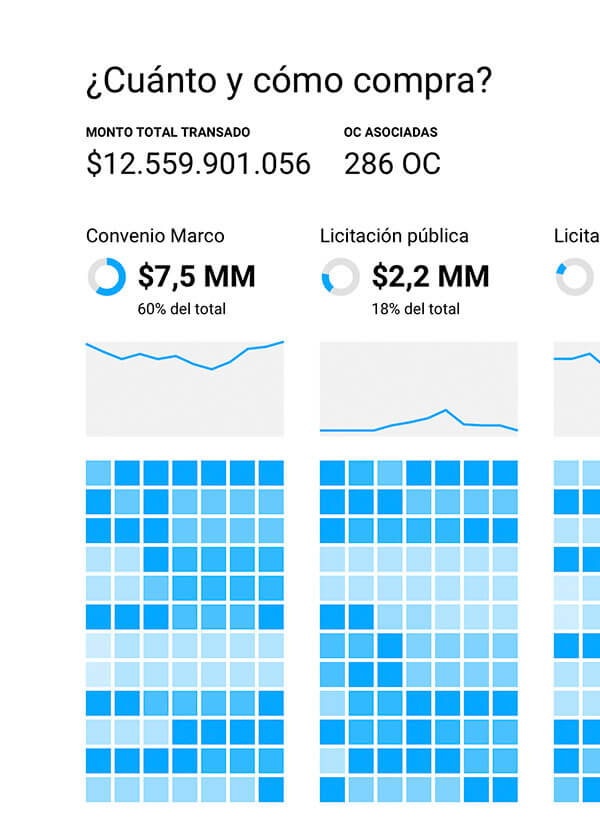 ¿Cuánto y cómo compra?
MONTO TOTAL TRANSADO
$12.559.901.056
OC ASOCIADAS
286 OC
Convenio Marco
$7,5 MM
60% del total
Licitación pública
$2,2 MM
18% del total
Licita